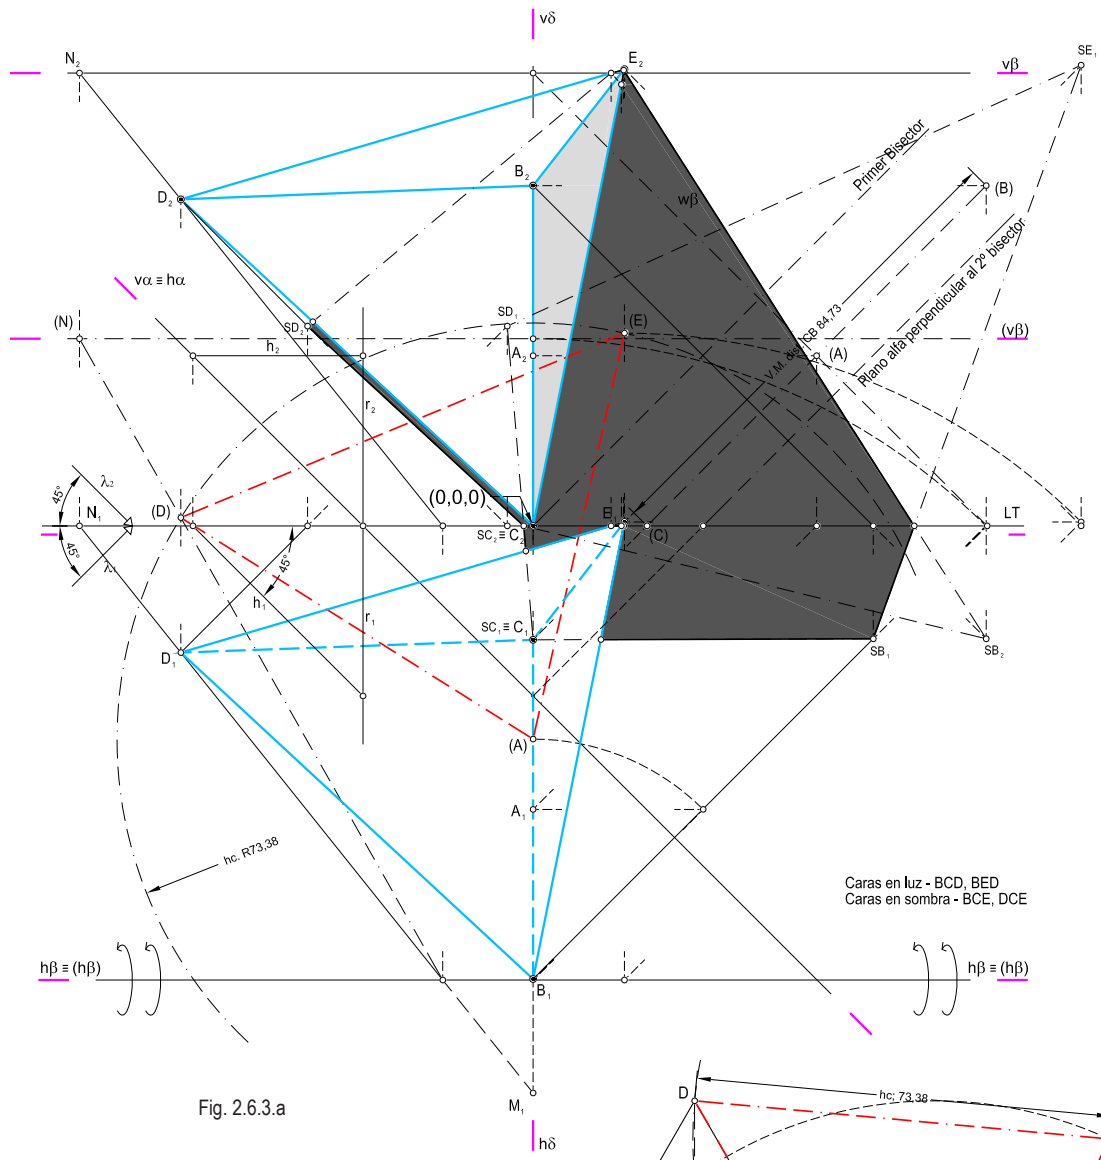 vδ
N₂
E₂
SE₁
vβ
Primer Bisector
B₂
(B)
D₂
wβ
Plano alfa perpendicular al 2º bisector
vα ≡ hα
(N)
SD₂
SD₁
(E)
(vβ)
V.M. dist. CB 84,73
h₂
A₂
(A)
r₂
45°
λ₂
(0,0,0)
N₁
(D)
E₁
LT
SC₂ ≡ C₂
(C)
45°
λ₁
45°
h₁
r₁
SC₁ ≡ C₁
D₁
SB₁
SB₂
(A)
A₁
hc. R73,38
Caras en luz - BCD, BED
Caras en sombra - BCE, DCE
hβ ≡ (hβ)
hβ ≡ (hβ)
B₁
D
hc; 73,38
Fig. 2.6.3.a
M₁
hδ